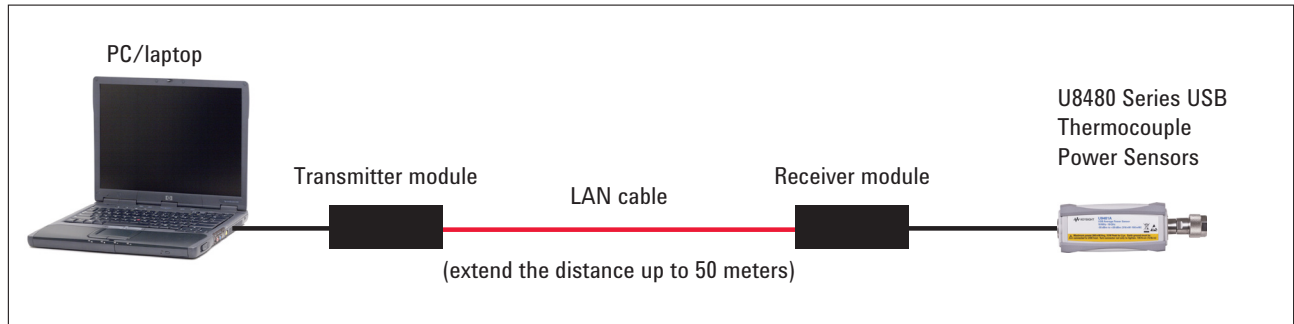 PC/laptop
U8480 Series USB
Thermocouple
Power Sensors
Transmitter module
LAN cable
Receiver module
(extend the distance up to 50 meters)